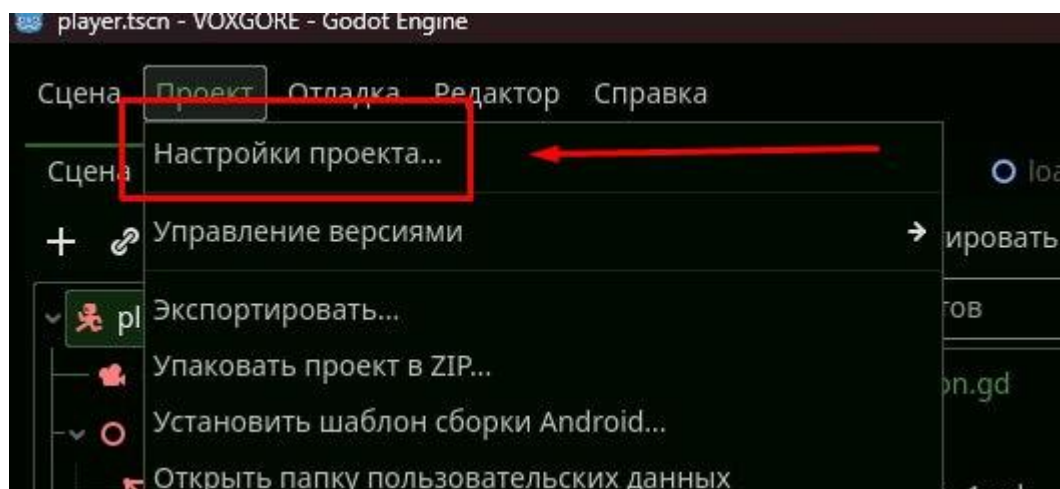 player.tscn - VOXGORE - Godot Engine
Сцена Проект Отладка Редактор Справка
Настройки проекта...
Сцена
Управление версиями
Экспортировать...
Упаковать проект в ZIP...
Установить шаблон сборки Android...
Открыть папку пользовательских данных